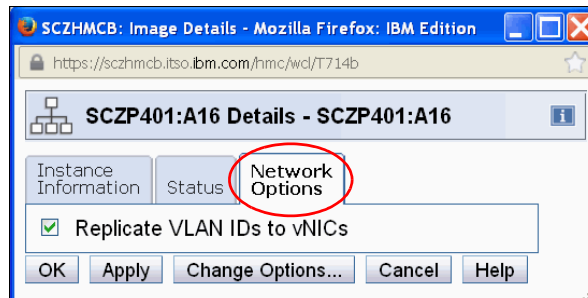 SCZHMCB: Image Details - Mozilla Firefox: IBM Edition
https://sczhmcb.itso.ibm.com/hmc/wcl/T714b
SCZP401:A16 Details - SCZP401:A16
i
Instance Information
Status
Network Options
Replicate VLAN IDs to vNICs
OK Apply Change Options... Cancel Help